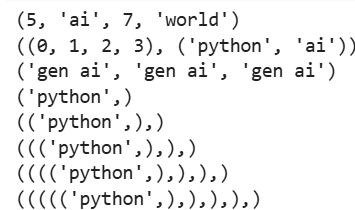 (5, 'ai', 7, 'world')
((0, 1, 2, 3), ('python', 'ai'))
('gen ai', 'gen ai', 'gen ai')
('python',)
(('python',),)
((('python',),),)
(((('python',),),),)
((((('python',),),),),)